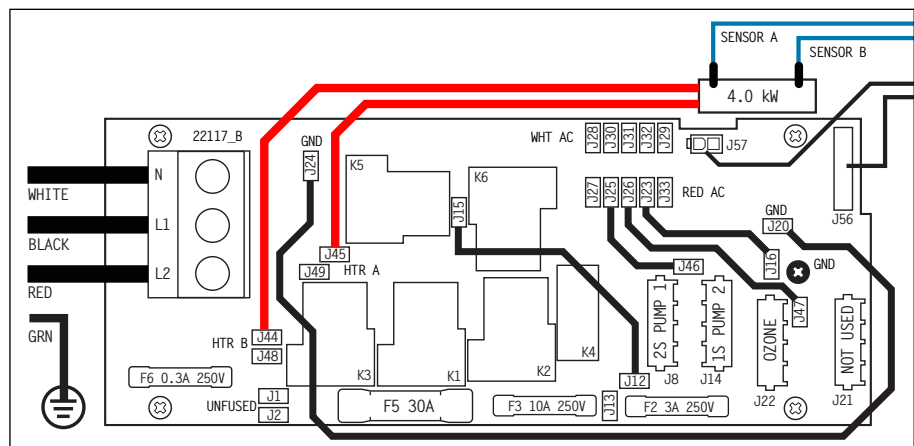 SENSOR A
SENSOR B
4.0 kW
22117_B
GND
J24
K5
K6
J15
WHT AC
J28
J30
J31
J32
J29
J57
J27
J25
J26
J23
J33
RED AC
J56
N
WHITE
L1
BLACK
L2
RED
GRN
J45
J49
HTR A
GND
J20
J16
GND
J46
J47
J44
HTR B
J48
K3
K1
K2
K4
2S PUMP 1
1S PUMP 2
OZONE
NOT USED
J12
J8
J14
J22
J21
F6 0.3A 250V
UNFUSED
J1
J2
F5 30A
F3 10A 250V
J13
F2 3A 250V